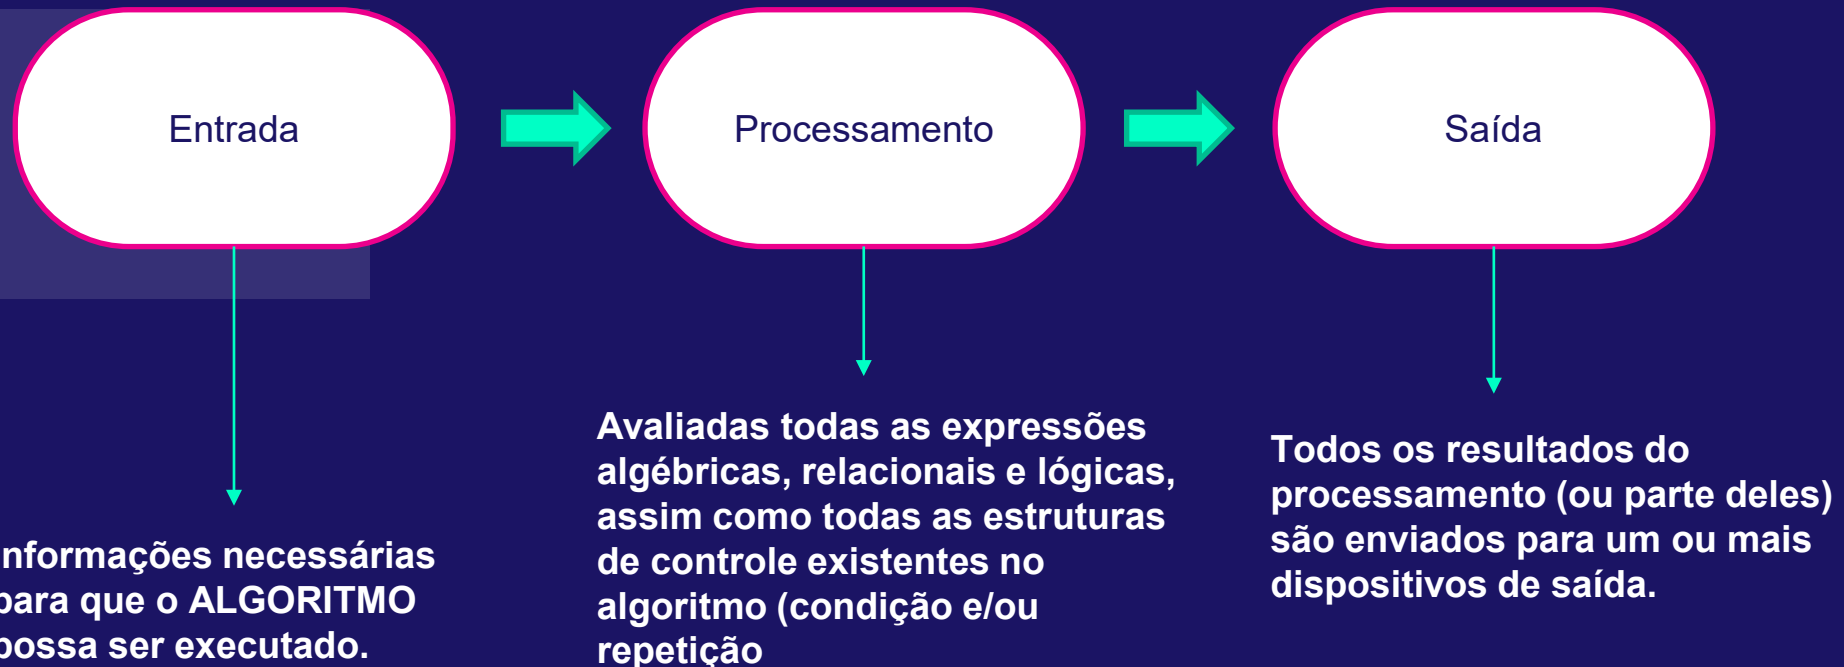 Entrada
Processamento
Saída
Informações necessárias
para que o ALGORITMO
possa ser executado.
Avaliadas todas as expressões
algébricas, relacionais e lógicas,
assim como todas as estruturas
de controle existentes no
algoritmo (condição e/ou
repetição
Todos os resultados do
processamento (ou parte deles)
são enviados para um ou mais
dispositivos de saída.